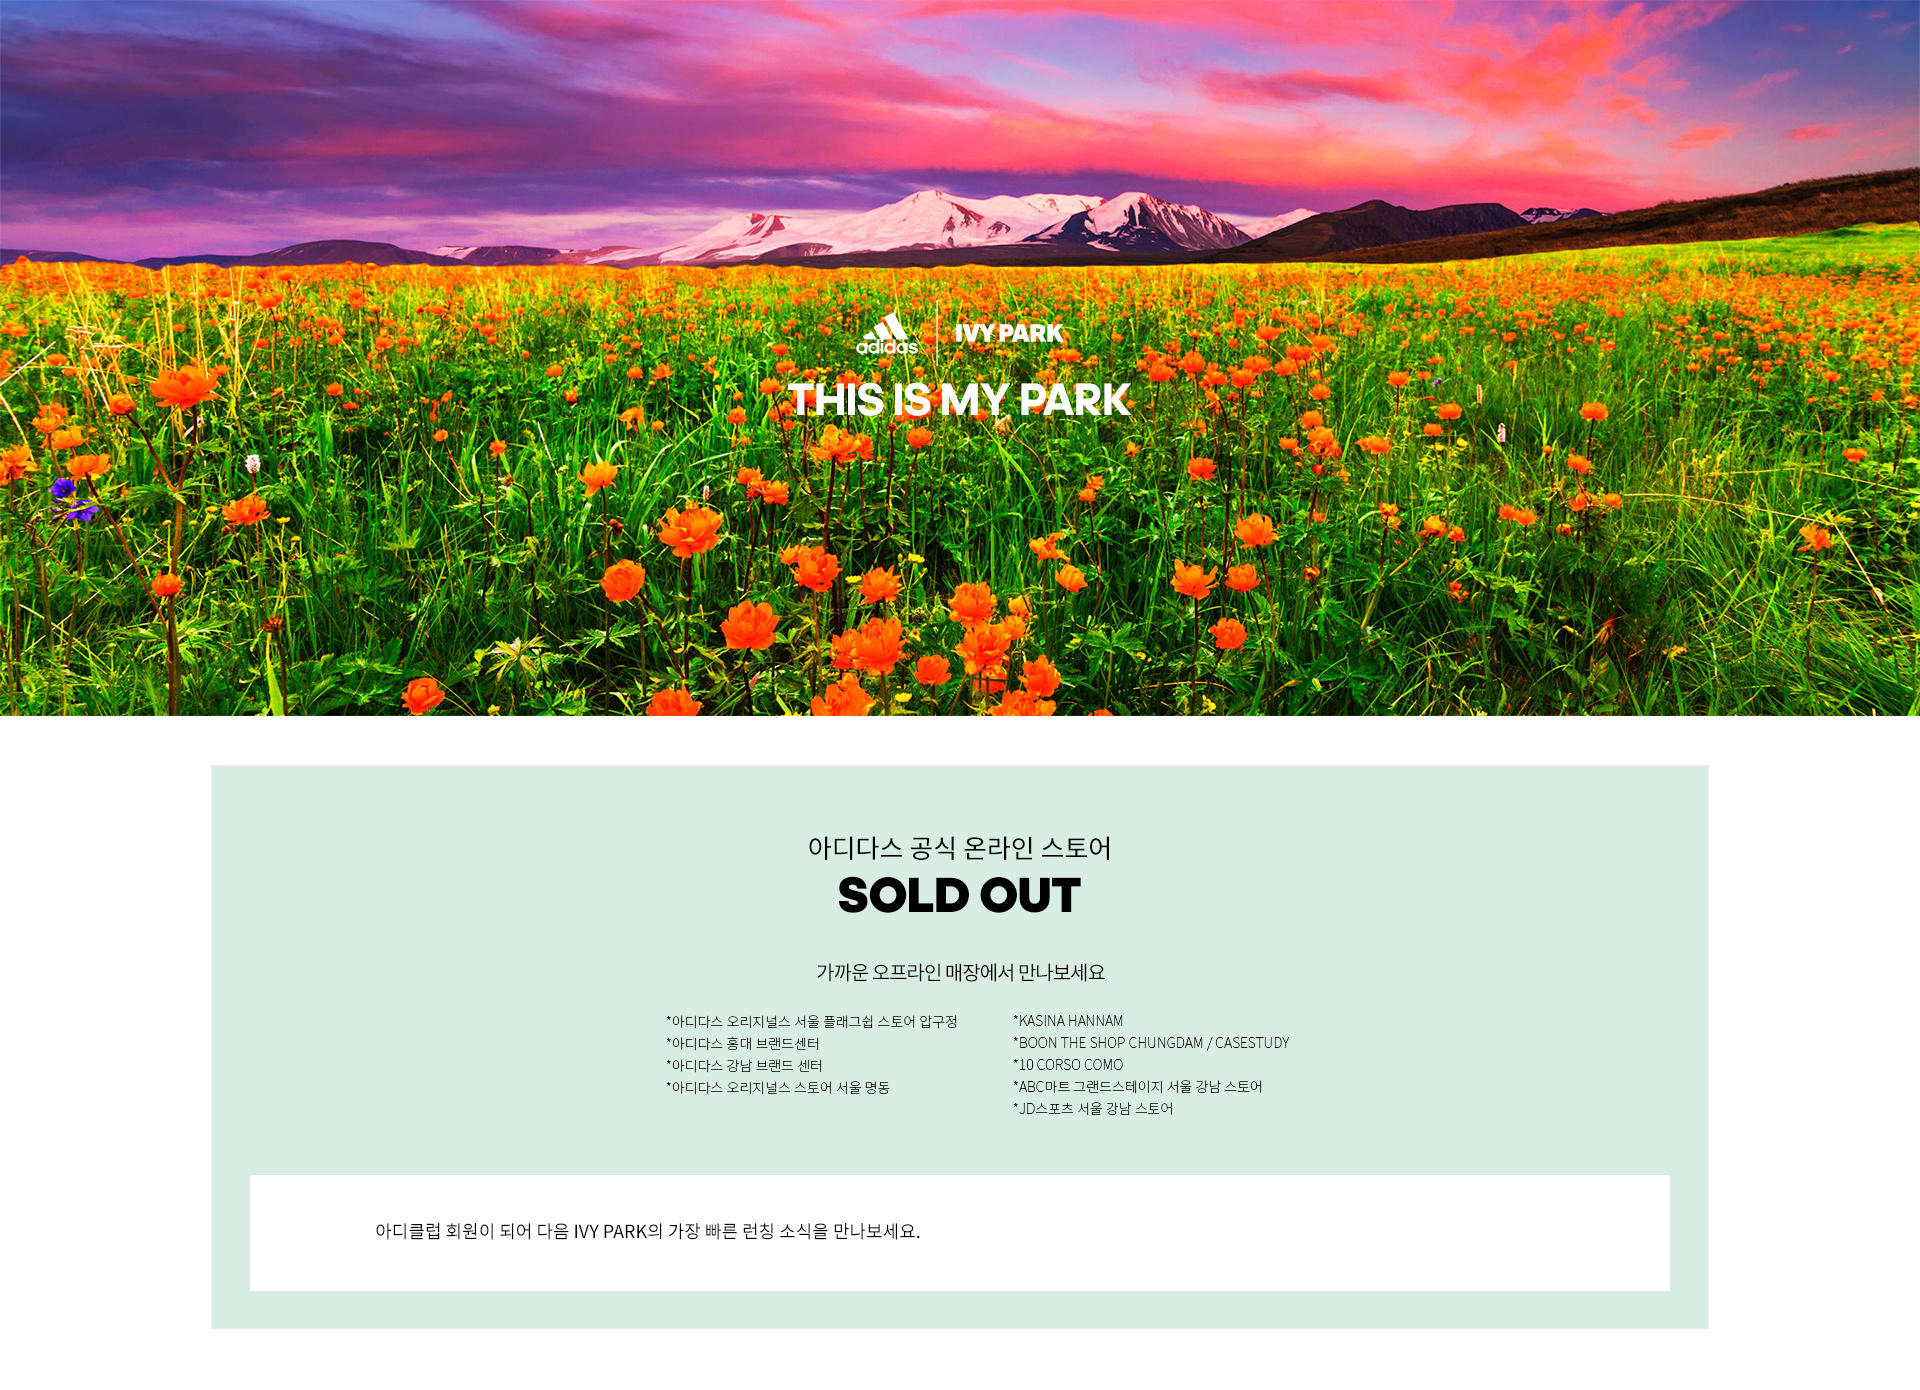 adidas
IVY PARK
THIS IS MY PARK
아디다스 공식 온라인 스토어
SOLD OUT
가까운 오프라인 매장에서 만나보세요
*아디다스 오리지널스 서울 플래그쉽 스토어 압구정
*아디다스 홍대 브랜드센터
*아디다스 강남 브랜드 센터
*아디다스 오리지널스 스토어 서울 명동
*KASINA HANNAM
*BOON THE SHOP CHUNGDAM / CASESTUDY
*10 CORSO COMO
*ABC마트 그랜드스테이지 서울 강남 스토어
*JD스포츠 서울 강남 스토어
아디클럽 회원이 되어 다음 IVY PARK의 가장 빠른 런칭 소식을 만나보세요.